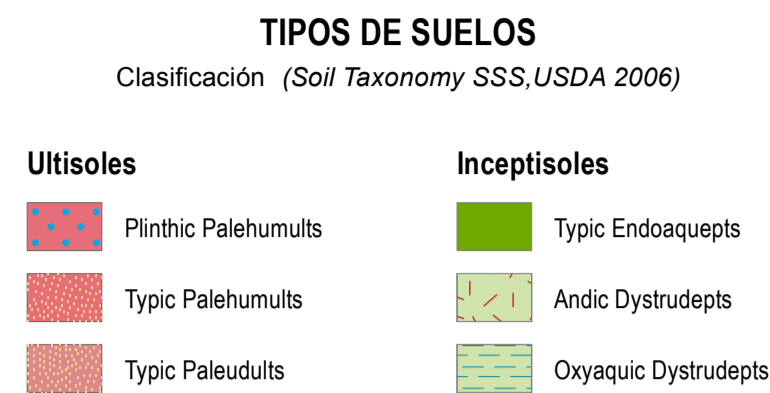 TIPOS DE SUELOS
Clasificación (Soil Taxonomy SSS,USDA 2006)
Ultisoles
Plinthic Palehumults
Typic Palehumults
Typic Paleudults
Inceptisoles
Typic Endoaquepts
Andic Dystrudepts
Oxyaquic Dystrudepts